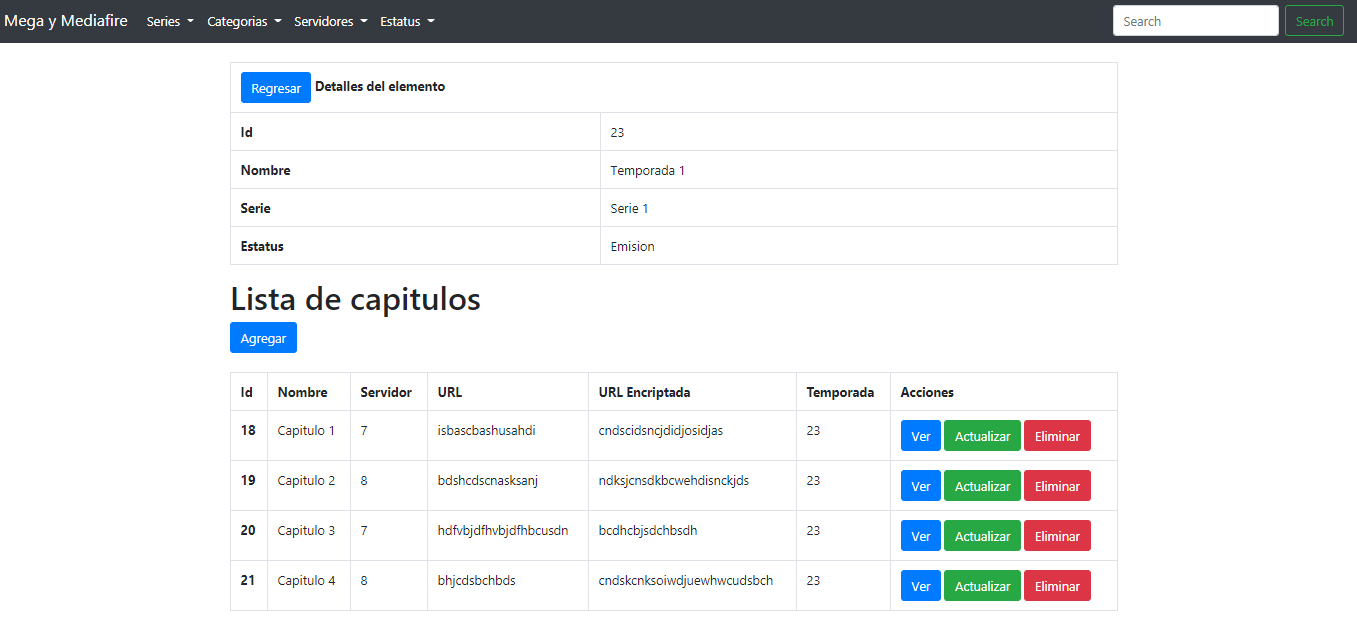 Mega y Mediafire Series Categorias Servidores Estatus Search Search
Regresar Detalles del elemento
Id 23
Nombre Temporada 1
Serie Serie 1
Estatus Emision
Lista de capitulos
Agregar
Id Nombre Servidor URL URL Encriptada Temporada Acciones
18 Capitulo 1 7 isbascbashusahdi cndscidsncjdidjosidjas 23 Ver Actualizar Eliminar
19 Capitulo 2 8 bdshcdscnasksanj ndksjcnsdkbcwehdisnckjds 23 Ver Actualizar Eliminar
20 Capitulo 3 7 hdfvbjdfhvbjdfhbcusdn bcdhcbjsdchbsdh 23 Ver Actualizar Eliminar
21 Capitulo 4 8 bhjcdsbchbds cndskcnksoiwdjuewhwcudsbch 23 Ver Actualizar Eliminar